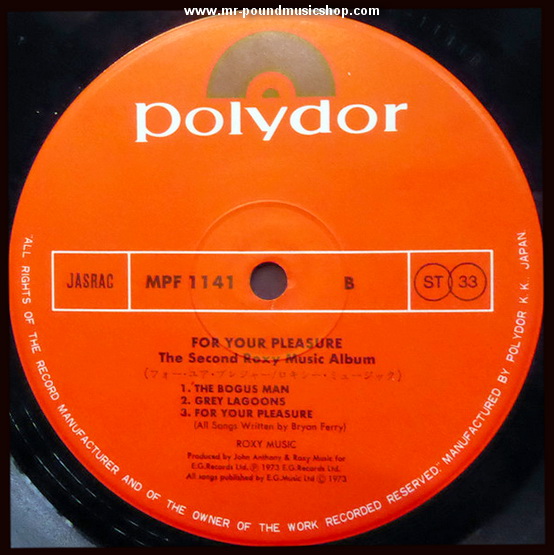 www.mr-poundmusicshop.com
polydor
JASRAC
MPF 1141
B
ST 33
FOR YOUR PLEASURE
The Second Roxy Music Album
(フォー・ユア・プレジャー/ロキシー・ミュージック)
1. THE BOGUS MAN
2. GREY LAGOONS
3. FOR YOUR PLEASURE
(All Songs Written by Bryan Ferry)
ROXY MUSIC
Produced by John Anthony & Roxy Music for
E.G.Records Ltd. Ⓟ 1973 E.G.Records Ltd.
All songs published by E.G.Music Ltd © 1973
"ALL RIGHTS OF THE RECORD MANUFACTURER AND OF THE OWNER OF THE WORK RECORDED RESERVED." MANUFACTURED BY POLYDOR K.K. JAPAN.